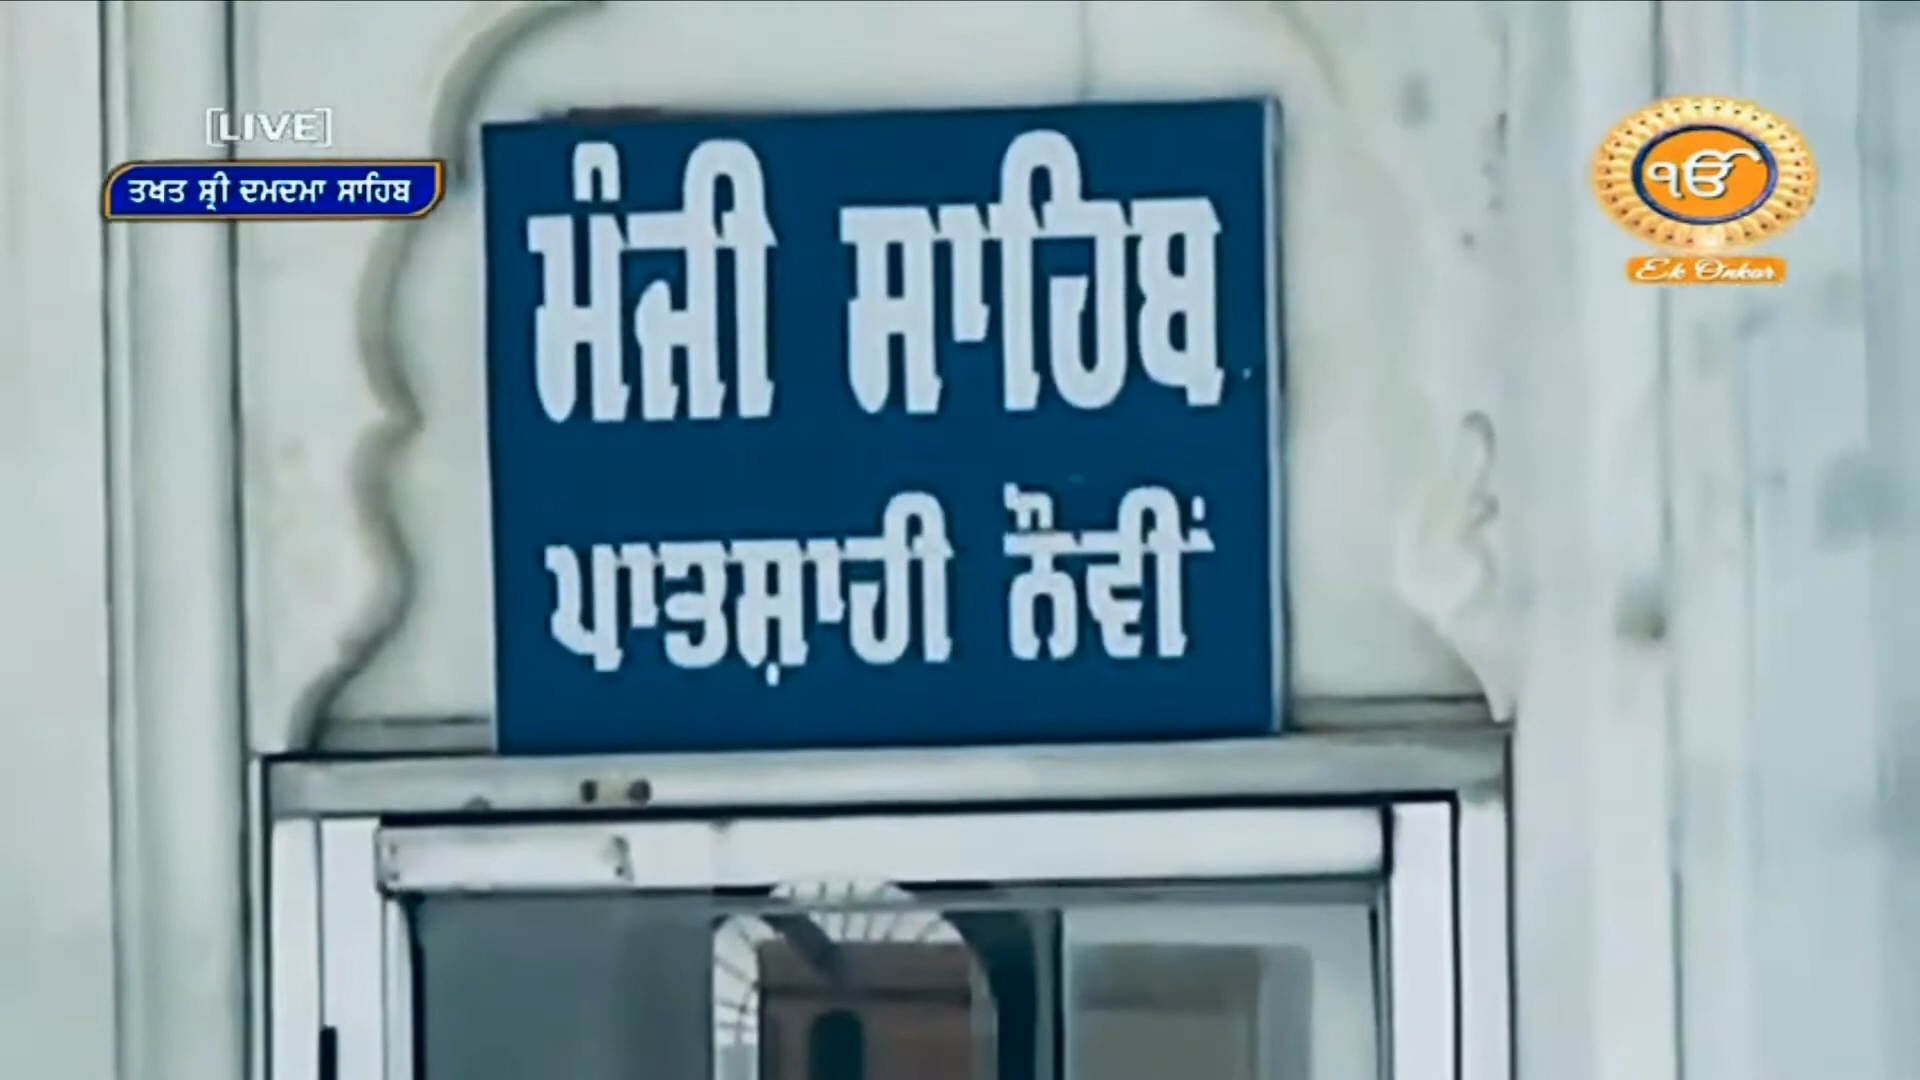 [LIVE]
ਤਖਤ ਸ਼੍ਰੀ ਦਮਦਮਾ ਸਾਹਿਬ
ੴ
Ek Onkar
ਮੰਜੀ ਸਾਹਿਬ
ਪਾਤਸ਼ਾਹੀ ਨੌਵੀਂ